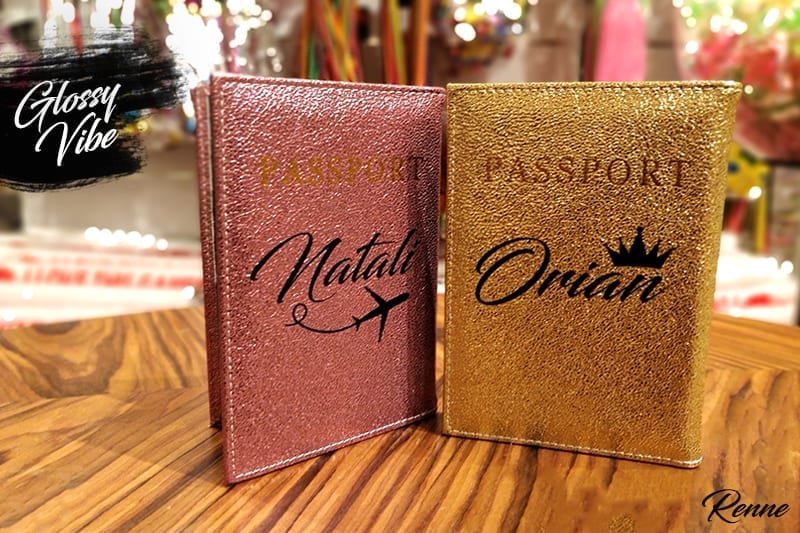 Glossy
Vibe
PASSPORT
Natali
PASSPORT
Orian
Renne